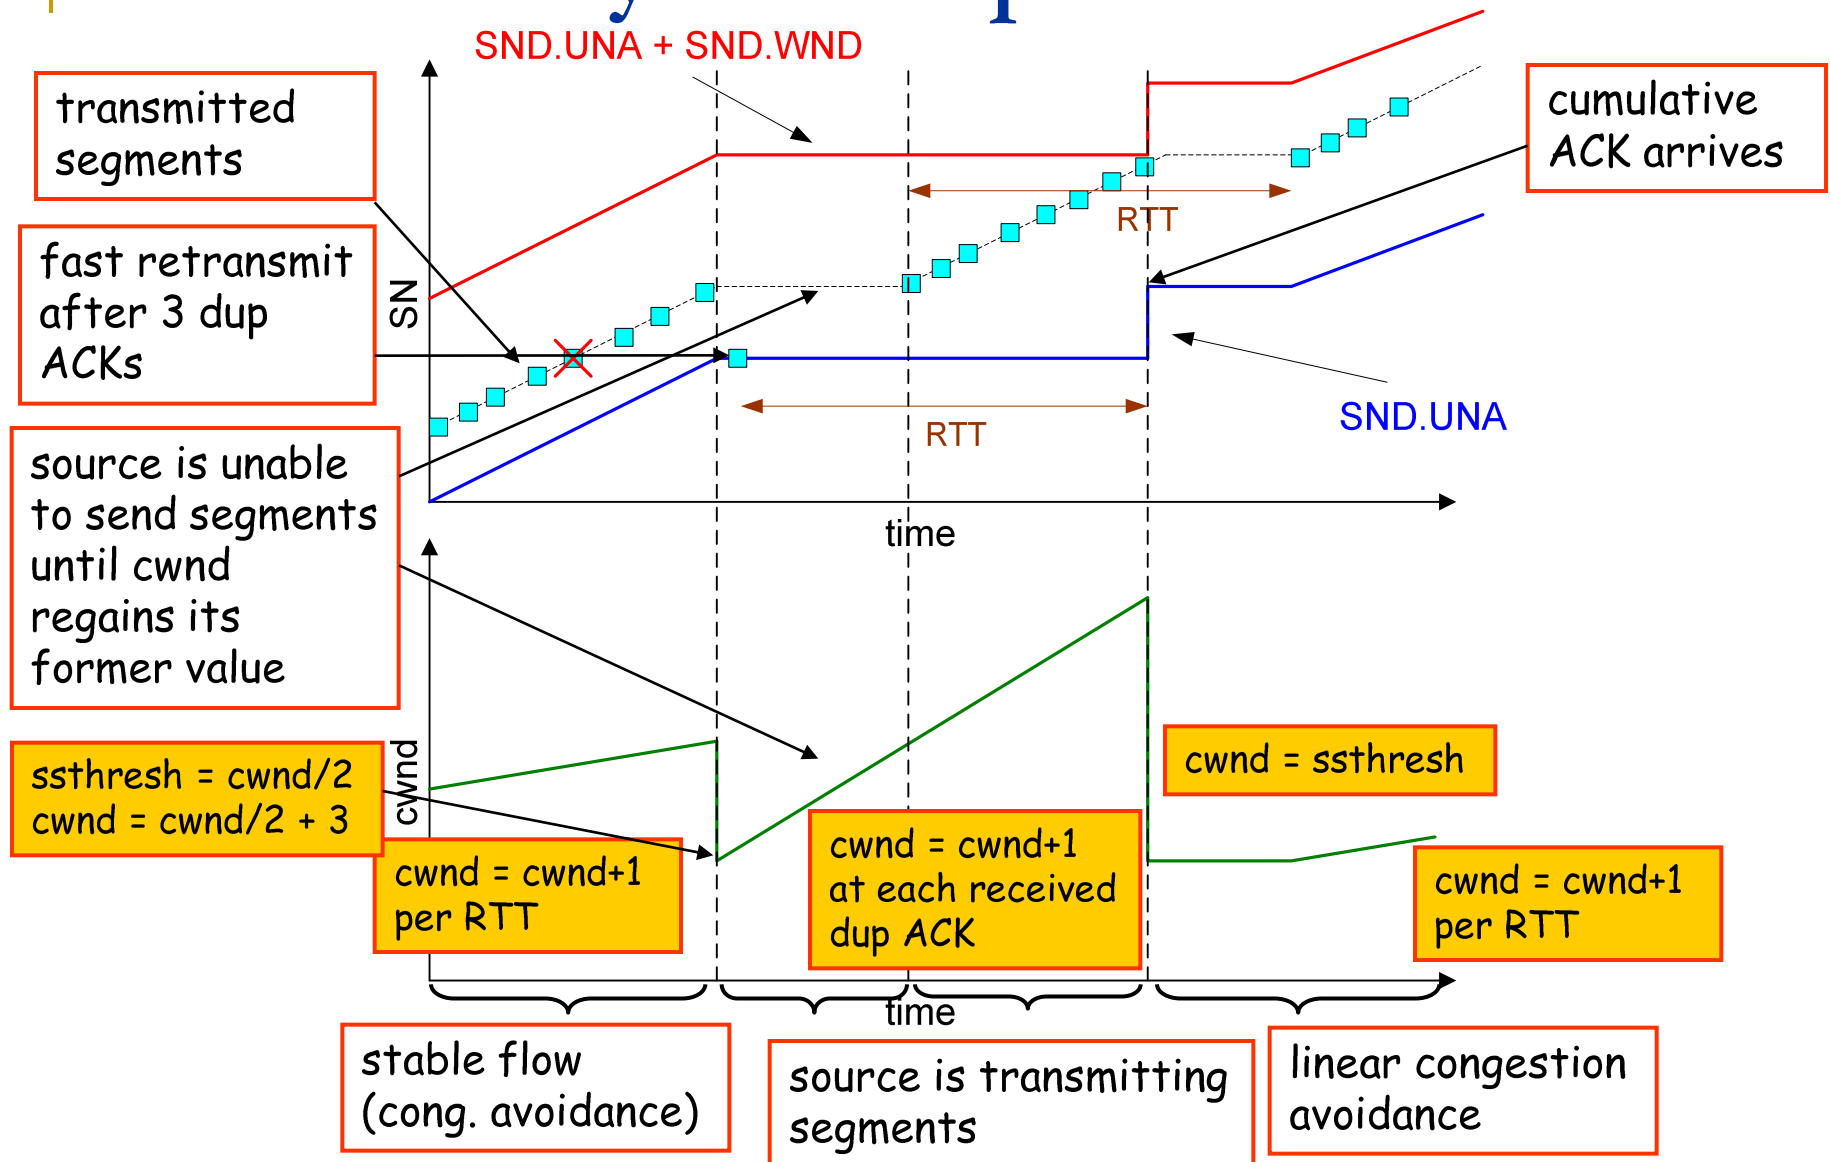 SND.UNA + SND.WND
transmitted
segments
cumulative
ACK arrives
fast retransmit
after 3 dup
ACKs
SN
RTT
RTT
SND.UNA
source is unable
to send segments
until cwnd
regains its
former value
time
cwnd
ssthresh = cwnd/2
cwnd = cwnd/2 + 3
cwnd = ssthresh
cwnd = cwnd+1
per RTT
cwnd = cwnd+1
at each received
dup ACK
cwnd = cwnd+1
per RTT
time
stable flow
(cong. avoidance)
source is transmitting
segments
linear congestion
avoidance